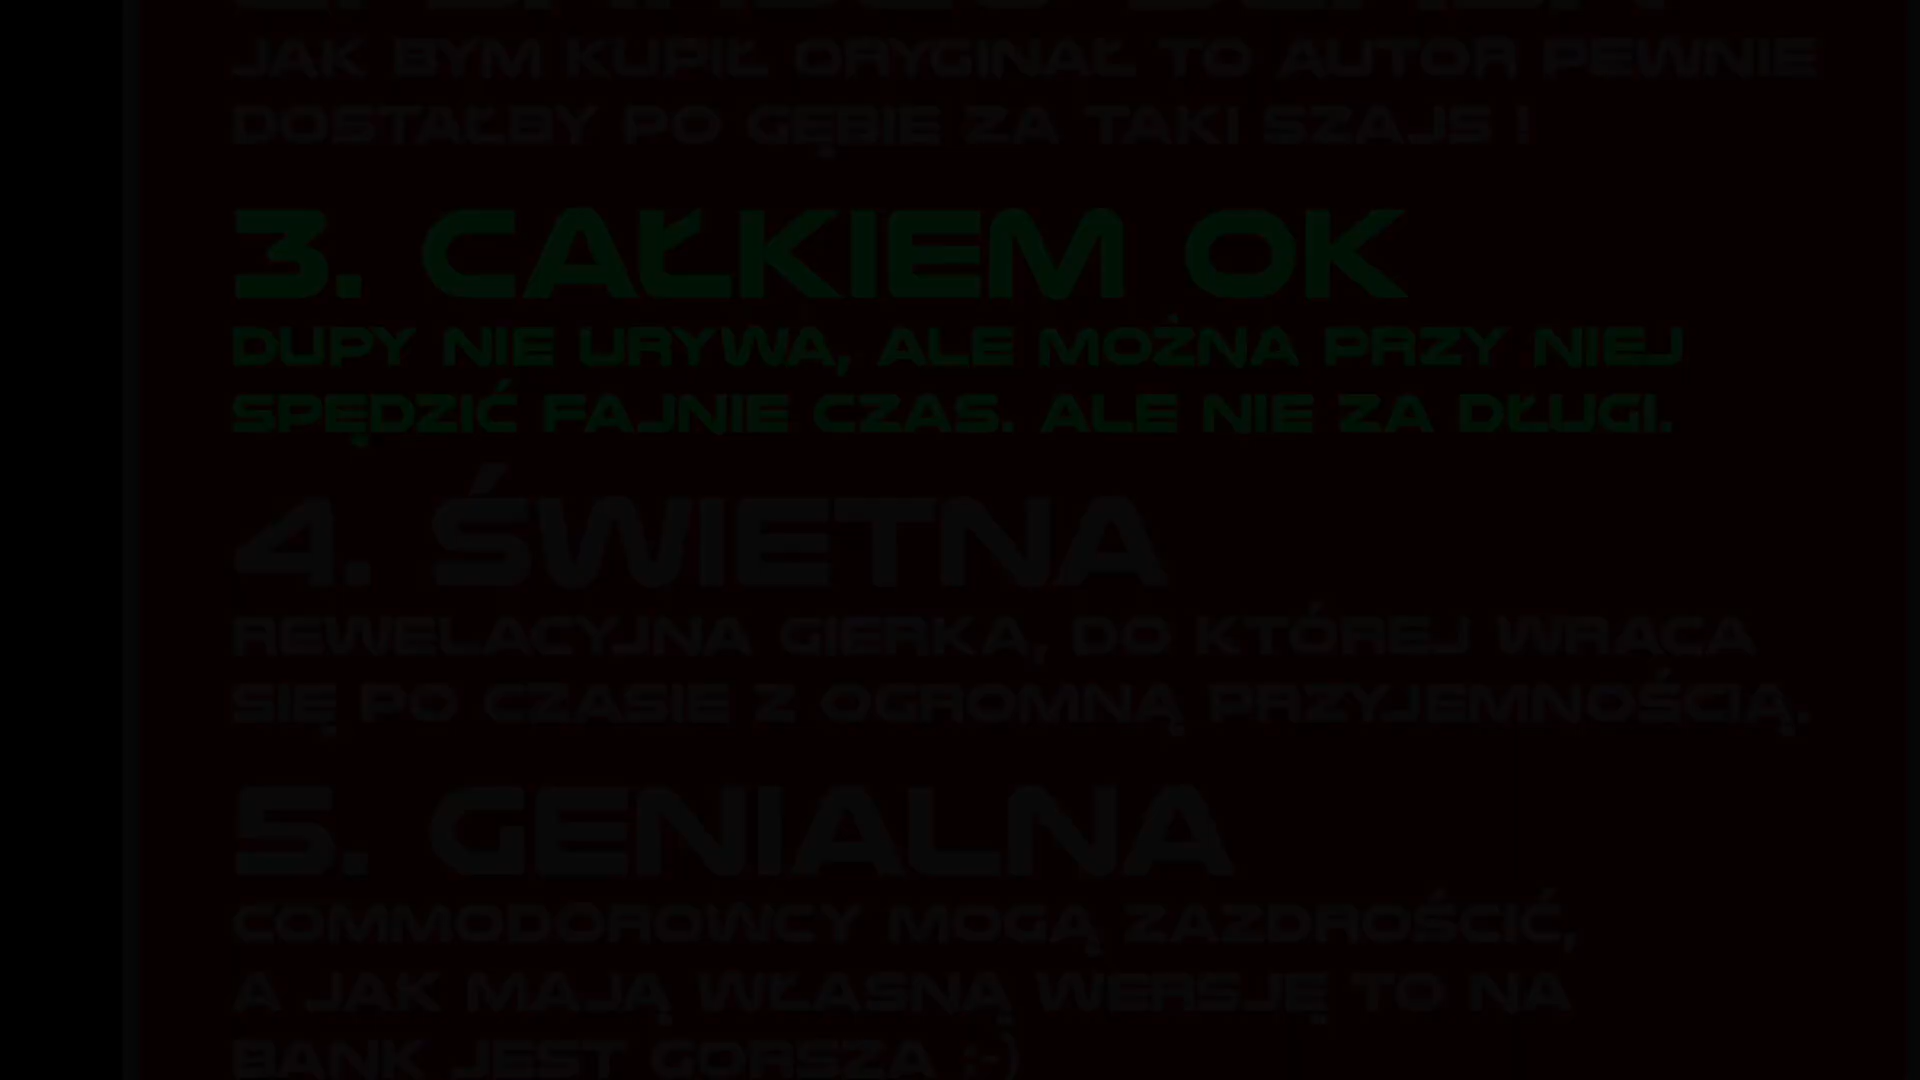 JAK BYM KUPIŁ ORYGINAŁ TO AUTOR PEWNIE
DOSTAŁBY PO GĘBIE ZA TAKI SZAJS !
3. CAŁKIEM OK
DUPY NIE URYWA, ALE MOŻNA PRZY NIEJ
SPĘDZIĆ FAJNIE CZAS. ALE NIE ZA DŁUGI.
4. ŚWIETNA
REWELACYJNA GIERKA, DO KTÓREJ WRACA
SIĘ PO CZASIE Z OGROMNĄ PRZYJEMNOŚCIĄ.
5. GENIALNA
COMMODOROWCY MOGĄ ZAZDROŚCIĆ,
A JAK MAJĄ WŁASNĄ WERSJĘ TO NA
BANK JEST GORSZA ;-)